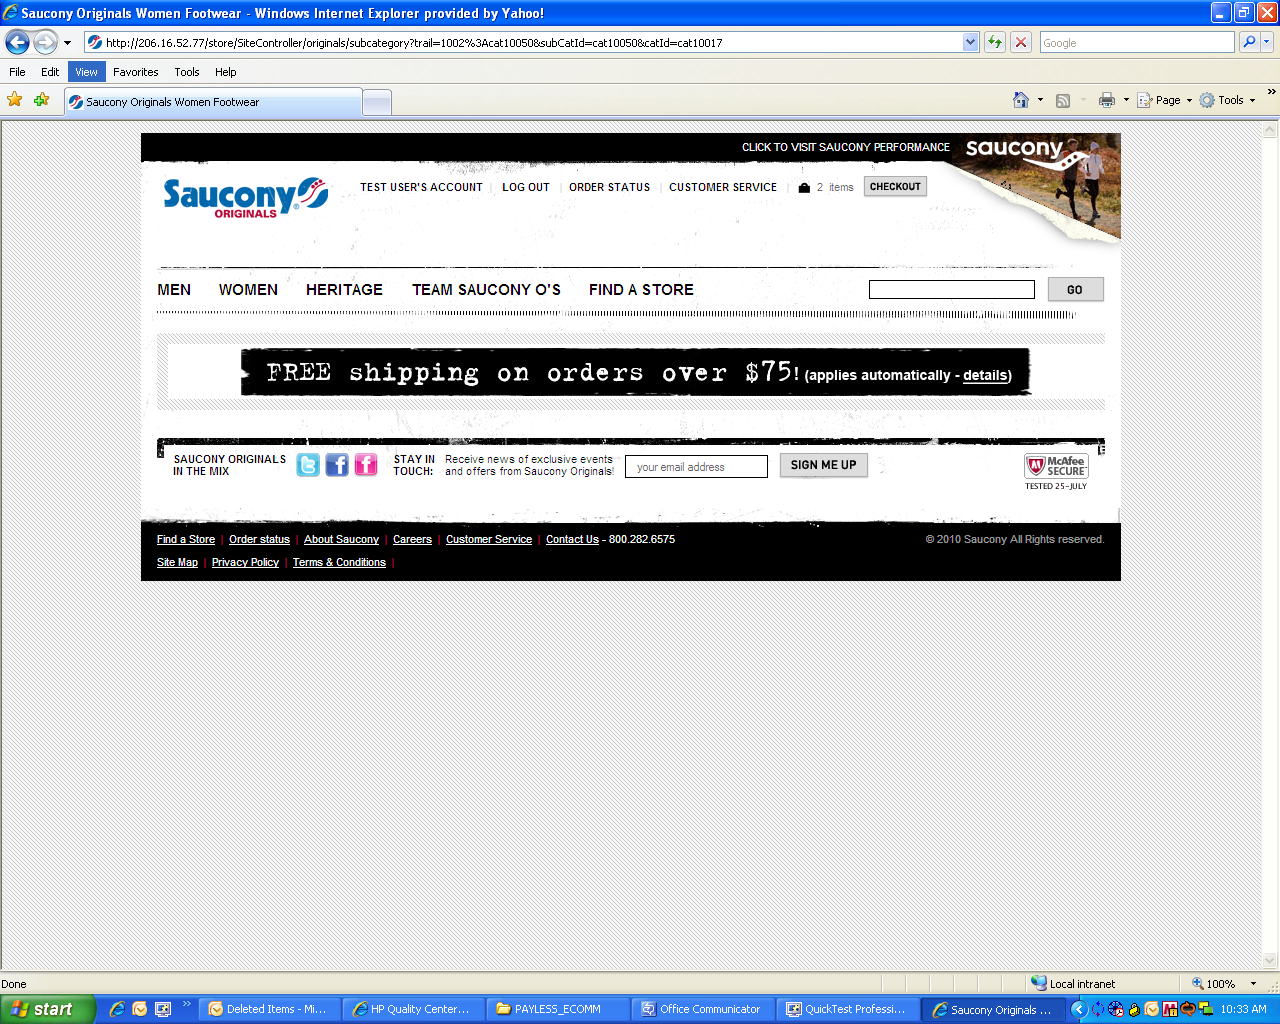 Saucony Originals Women Footwear - Windows Internet Explorer provided by Yahoo!
http://206.16.52.77/store/SiteController/originals/subcategory?trail=1002%3Acat10050&subCatId=cat10050&catId=cat10017
Google
File Edit View Favorites Tools Help
Saucony Originals Women Footwear
Page Tools
CLICK TO VISIT SAUCONY PERFORMANCE
saucony
Saucony
ORIGINALS
TEST USER'S ACCOUNT | LOG OUT | ORDER STATUS | CUSTOMER SERVICE | 2 items CHECKOUT
MEN WOMEN HERITAGE TEAM SAUCONY O'S FIND A STORE GO
FREE shipping on orders over $75! (applies automatically - details)
SAUCONY ORIGINALS
IN THE MIX
STAY IN
TOUCH:
Receive news of exclusive events
and offers from Saucony Originals!
your email address
SIGN ME UP
McAfee
SECURE
TESTED 25-JULY
Find a Store | Order status | About Saucony | Careers | Customer Service | Contact Us - 800.282.6575
© 2010 Saucony All Rights reserved.
Site Map | Privacy Policy | Terms & Conditions |
Done
Local intranet
100%
start
Deleted Items - Mi...
HP Quality Center...
PAYLESS_ECOMM
Office Communicator
QuickTest Professi...
Saucony Originals ...
10:33 AM